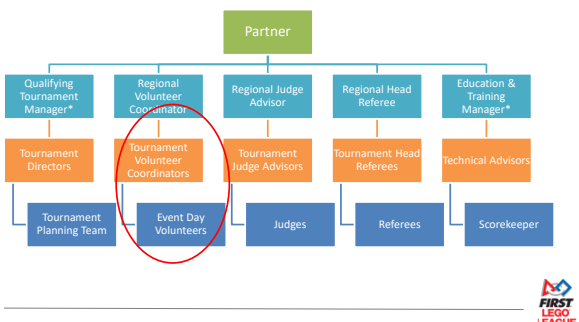 Partner
Qualifying
Tournament
Manager*
Regional
Volunteer
Coordinator
Regional Judge
Advisor
Regional Head
Referee
Education &
Training
Manager*
Tournament
Directors
Tournament
Volunteer
Coordinators
Tournament
Judge Advisors
Tournament Head
Referees
Technical Advisors
Tournament
Planning Team
Event Day
Volunteers
Judges
Referees
Scorekeeper
FIRST
LEGO
LEAGUE